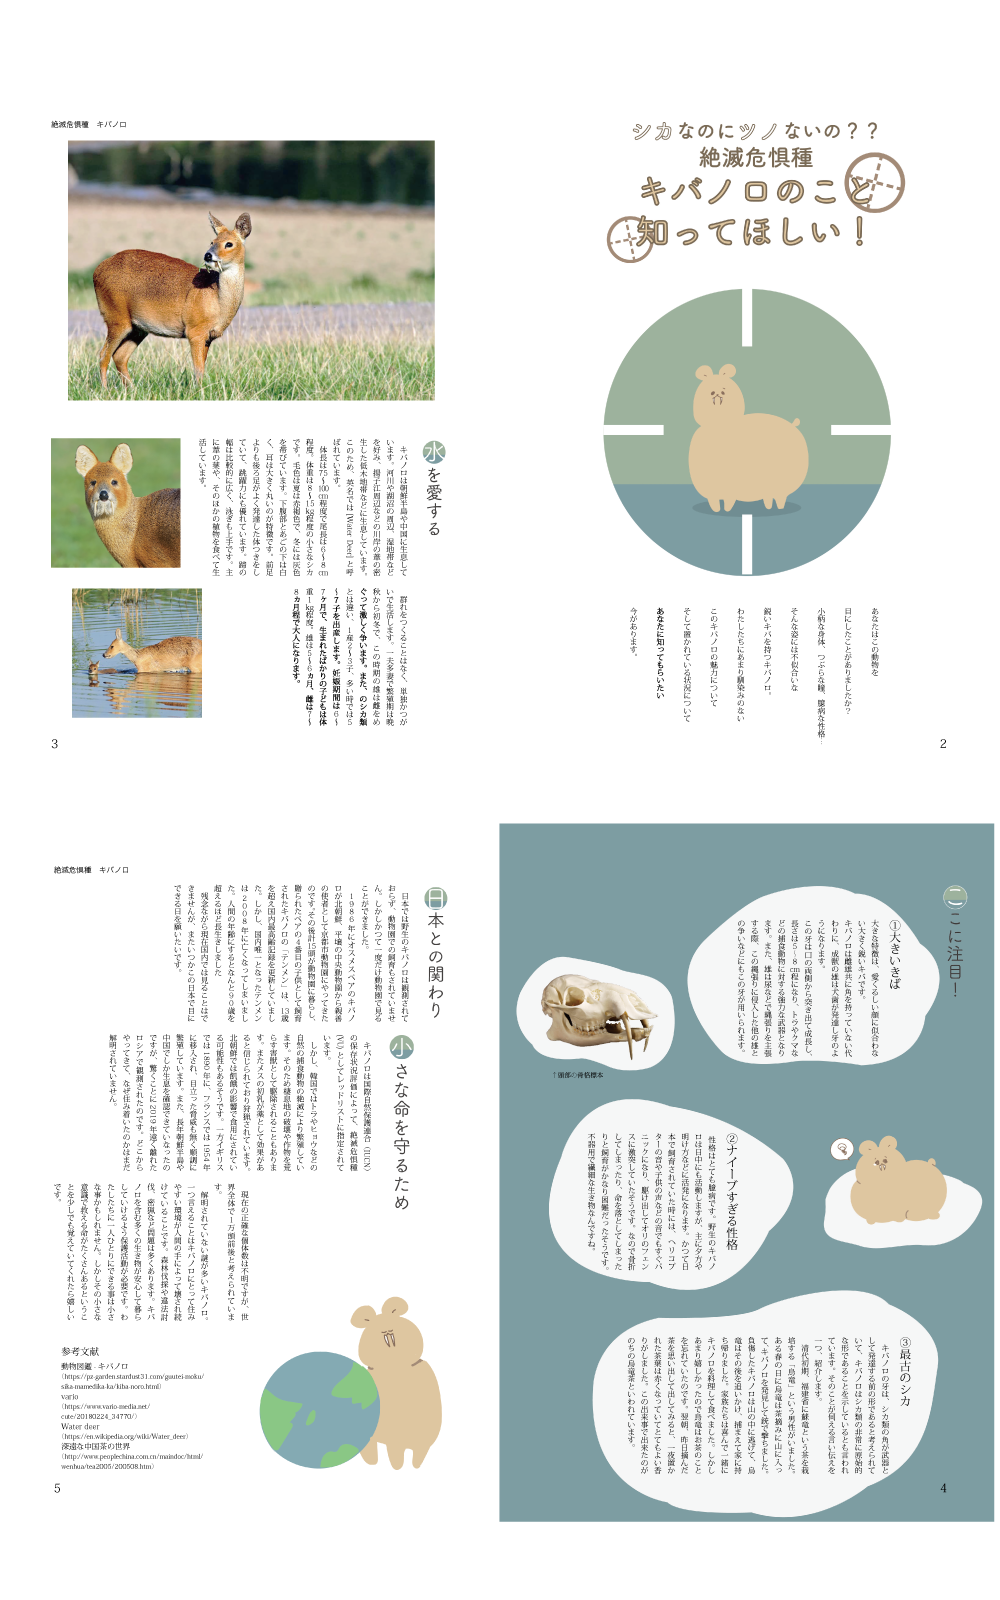 シカなのにツノないの？？
絶滅危惧種
キバノロのこと
知ってほしい！
あなたはこの動物を
目にしたことがありましたか？
小柄な身体、つぶらな瞳、臆病な性格…
そんな姿には不似合いな
鋭いキバを持つキバノロ。
わたしたちにあまり馴染みのない
このキバノロの魅力について
そして置かれている状況について
あなたに知ってもらいたい
今があります。
2
絶滅危惧種　キバノロ
水を愛する
キバノロは朝鮮半島や中国に生息して
います。河川や湖沼の周辺、湿地帯など
を好み、揚子江周辺などの川岸の葦の密
生した低木地帯などに生息しています。
このため、英名では [Water Deer] と呼
ばれています。
体長は75〜100cm程度で尾長は6〜8cm
程度。体重は8〜15kg程度の小さなシカ
です。毛色は夏は赤褐色で、冬には灰色
を帯びています。下腹部とあごの下は白
く、耳は大きく丸いのが特徴です。前足
よりも後ろ足がよく発達した体つきをし
ていて、跳躍力にも優れています。蹄の
幅は比較的に広く、泳ぎも上手です。主
に葦の葉や、そのほかの植物を食べて生
活しています。
群れをつくることはなく、単独かつが
いで生活します。一夫多妻で繁殖期は晩
秋から初冬で、この時期の雄は雌をめ
ぐって激しく争います。また、のシカ類
とは違い、一産2〜3子、多い時では5
〜7子を出産します。妊娠期間は6〜
7ヶ月で、生まれたばかりの子どもは体
重1kg程度。雄は5〜6ヵ月、雌は7〜
8ヵ月程で大人になります。
3
ここに注目！
①大きいきば
大きな特徴は、愛くるしい顔に似合わな
い大きく鋭いキバです。
キバノロは雌雄共に角を持っていない代
わりに、成獣の雄は犬歯が発達し牙のよ
うになります。
この牙は口の両側から突き出て成長し、
長さは5〜8cm程になり、トラやクマな
どの捕食動物に対する強力な武器となり
ます。また、雄は尿などで縄張りを主張
する際、この縄張りに侵入した他の雄と
の争いなどにもこの牙が用いられます。
↑頭部の骨格標本
②ナイーブすぎる性格
性格はとても臆病です。野生のキバノ
ロは日中にも活動しますが、主に夕方や
明け方などに活発になります。かつて日
本で飼育されていた時には、ヘリコプ
ターの音や子供の声などの音でもすぐパ
ニックになり、駆け出してオリのフェン
スに激突していたそうです。なので骨折
してしまったり、命を落としてしまった
りと飼育がかなり困難だったそうです。
不器用で繊細な生き物なんですね。
③最古のシカ
キバノロの牙は、シカ類の角が武器と
して発達する前の形であると考えられて
いて、キバノロはシカ類の非常に原始的
な形であることを示しているとも言われ
ています。そのことが伺える言い伝えを
一つ、紹介します。
清代初期、福建省に蘇竜という茶を栽
培する「烏竜」という男性がいました。
ある春の日に烏竜は茶摘みに山に入っ
て、キバノロを発見して銃で撃ちました。
負傷したキバノロは山の中に逃げて、烏
竜はその後を追いかけ、捕まえて家に持
ち帰りました。家族たちは喜んで一緒に
キバノロを料理して食べました。しかし
あまり嬉しかったので烏竜はお茶のこと
を忘れていたのです。翌朝、昨日摘んだ
茶を思い出して出してみると、一夜置か
れた茶葉は赤くなっていてとてもよい香
りがしました。この出来事で出来たのが
のちの烏竜茶といわれています。
4
絶滅危惧種　キバノロ
日本との関わり
日本では野生のキバノロは観測されて
おらず、動物園での飼育もされていませ
ん。しかしかつて一度だけ動物園で見る
ことができました。
1986年にオスメスペアのキバノ
ロが北朝鮮、平壌の中央動物園から親善
の使者として京都市動物園にやってきた
のです。その後計15頭が動物園に暮らし、
贈られたペアの4番目の子供として飼育
されたキバノロの「テンメン」は、13歳
を超え国内最高齢記録を更新していまし
た。しかし、国内唯一となったテンメン
は2008年に亡くなってしまいまし
た。人間の年齢にするとなんと90歳を
超えるほど長生きしました
残念ながら現在国内では見ることはで
きませんが、またいつかこの日本で目に
できる日を願いたいです。
小さな命を守るため
キバノロは国際自然保護連合（IUCN）
の保存状況評価によって、絶滅危惧種
(VU)としてレッドリストに指定されて
います。
しかし、韓国ではトラやヒョウなどの
自然の捕食動物の絶滅により繁殖してい
ます。そのため棲息地の破壊や作物を荒
らす害獣として駆除されることもありま
す。またメスの初乳が薬として効果があ
ると信じられており狩猟されています。
北朝鮮では飢餓の影響で食用にされてい
る可能性もあるそうです。一方イギリス
では1890年に、フランスでは1954年
に移入され、目立った脅威も無く順調に
繁殖しています。また、長年朝鮮半島や
中国でしか生息を確認できていなったの
ですが、驚くことに2019年遠く離れた
ロシアで観測されたのです。どこから
やってきて、なぜ住み着いたのかはまだ
解明されていません。
現在の正確な個体数は不明ですが、世
界全体で1万頭前後と考えられていま
す。
解明されていない謎が多いキバノロ。
一つ言えることはキバノロにとって住み
やすい環境が人間の手によって壊され続
けていることです。森林伐採や違法討
伐、密猟など問題は多くあります。キバ
ノロを含む多くの生き物が安心して暮ら
していけるよう保護活動が必要です。わ
たしたちに一人ひとりにできる事は小さ
な事かもしれません。しかしその小さな
意識で救える命がたくさんあるというこ
とを少しでも覚えていてくれたら嬉しい
です。
参考文献
動物図鑑 - キバノロ
〈https://pz-garden.stardust31.com/guutei-moku/
sika-mamedika-ka/kiba-noro.html〉
vario
〈https://www.vario-media.net/
cute/20180224_34770/〉
Water deer
〈https://en.wikipedia.org/wiki/Water_deer〉
深遠な中国茶の世界
〈http://www.peoplechina.com.cn/maindoc/html/
wenhua/tea2005/200508.htm〉
5